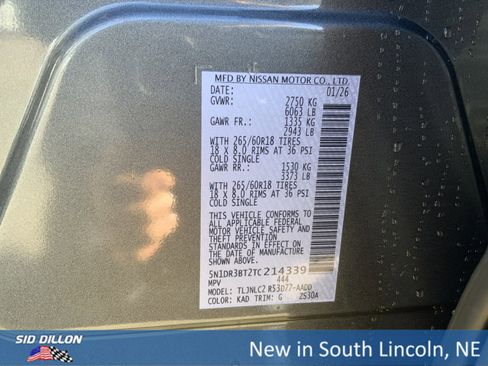 MFD BY NISSAN MOTOR CO., LTD.
DATE: 01/26
GVWR: 2750 KG
6063 LB
GAWR FR.: 1335 KG
2943 LB
WITH 265/60R18 TIRES
18 X 8.0 RIMS AT 36 PSI
COLD SINGLE
GAWR RR.: 1530 KG
3373 LB
WITH 265/60R18 TIRES
18 X 8.0 RIMS AT 36 PSI
COLD SINGLE
THIS VEHICLE CONFORMS TO
ALL APPLICABLE FEDERAL
MOTOR VEHICLE SAFETY
AND THEFT PREVENTION
STANDARDS IN EFFECT ON THE
DATE OF MANUFACTURE
SHOWN ABOVE.
5N1DR3BT2TC214339
MPV 444
MODEL: TLJNLC2 R53D77-AADD
COLOR: KAD TRIM: G Z530A
SID DILLON
New in South Lincoln, NE